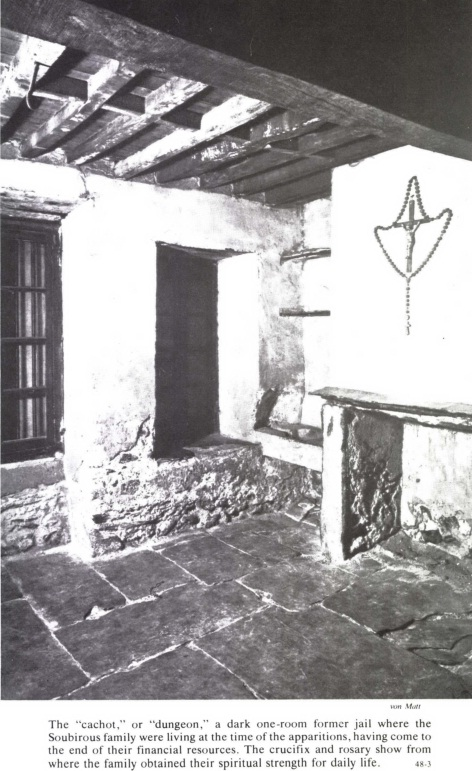 von Matt
The “cachot,” or “dungeon,” a dark one-room former jail where the
Soubirous family were living at the time of the apparitions, having come to
the end of their financial resources. The crucifix and rosary show from
where the family obtained their spiritual strength for daily life. 48-3